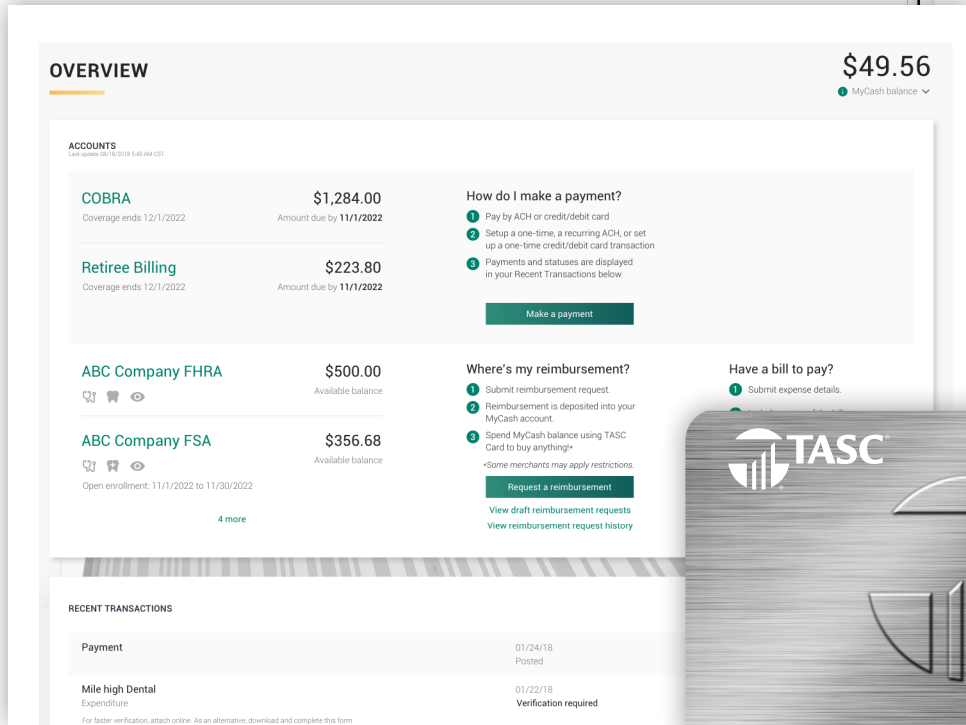 OVERVIEW
$49.56
MyCash balance
ACCOUNTS
Last update 08/18/2018 5:45 AM CST
COBRA
$1,284.00
Coverage ends 12/1/2022
Amount due by 11/1/2022
Retiree Billing
$223.80
Coverage ends 12/1/2022
Amount due by 11/1/2022
How do I make a payment?
1 Pay by ACH or credit/debit card
2 Setup a one-time, a recurring ACH, or set
up a one-time credit/debit card transaction
3 Payments and statuses are displayed
in your Recent Transactions below
Make a payment
ABC Company FHRA
$500.00
Available balance
ABC Company FSA
$356.68
Available balance
Open enrollment: 11/1/2022 to 11/30/2022
4 more
Where's my reimbursement?
1 Submit reimbursement request.
2 Reimbursement is deposited into your
MyCash account.
3 Spend MyCash balance using TASC
Card to buy anything!*
*Some merchants may apply restrictions.
Request a reimbursement
View draft reimbursement requests
View reimbursement request history
Have a bill to pay?
1 Submit expense details.
TASC
RECENT TRANSACTIONS
Payment
01/24/18
Posted
Mile high Dental
01/22/18
Expenditure
Verification required
For faster verification, attach online. As an alternative, download and complete this form